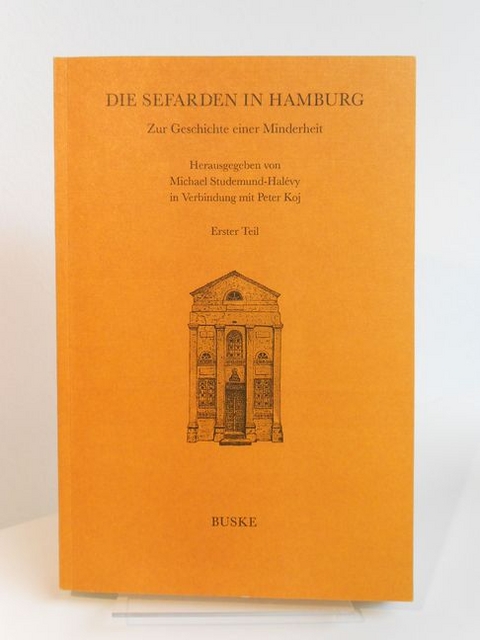 DIE SEFARDEN IN HAMBURG
Zur Geschichte einer Minderheit
Herausgegeben von
Michael Studemund-Halévy
in Verbindung mit Peter Koj
Erster Teil
BUSKE